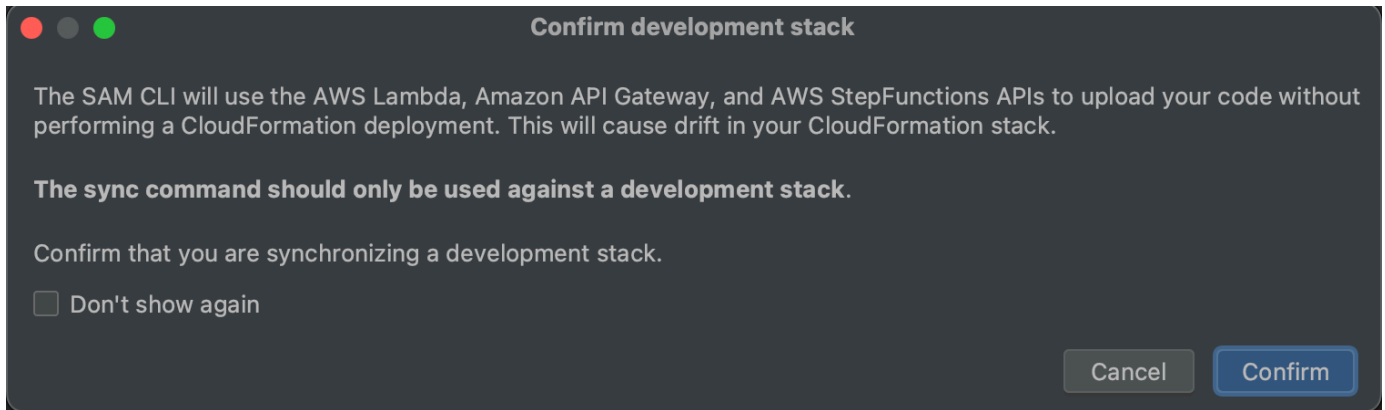 Confirm development stack
The SAM CLI will use the AWS Lambda, Amazon API Gateway, and AWS StepFunctions APIs to upload your code without
performing a CloudFormation deployment. This will cause drift in your CloudFormation stack.
The sync command should only be used against a development stack.
Confirm that you are synchronizing a development stack.
Don't show again
Cancel
Confirm